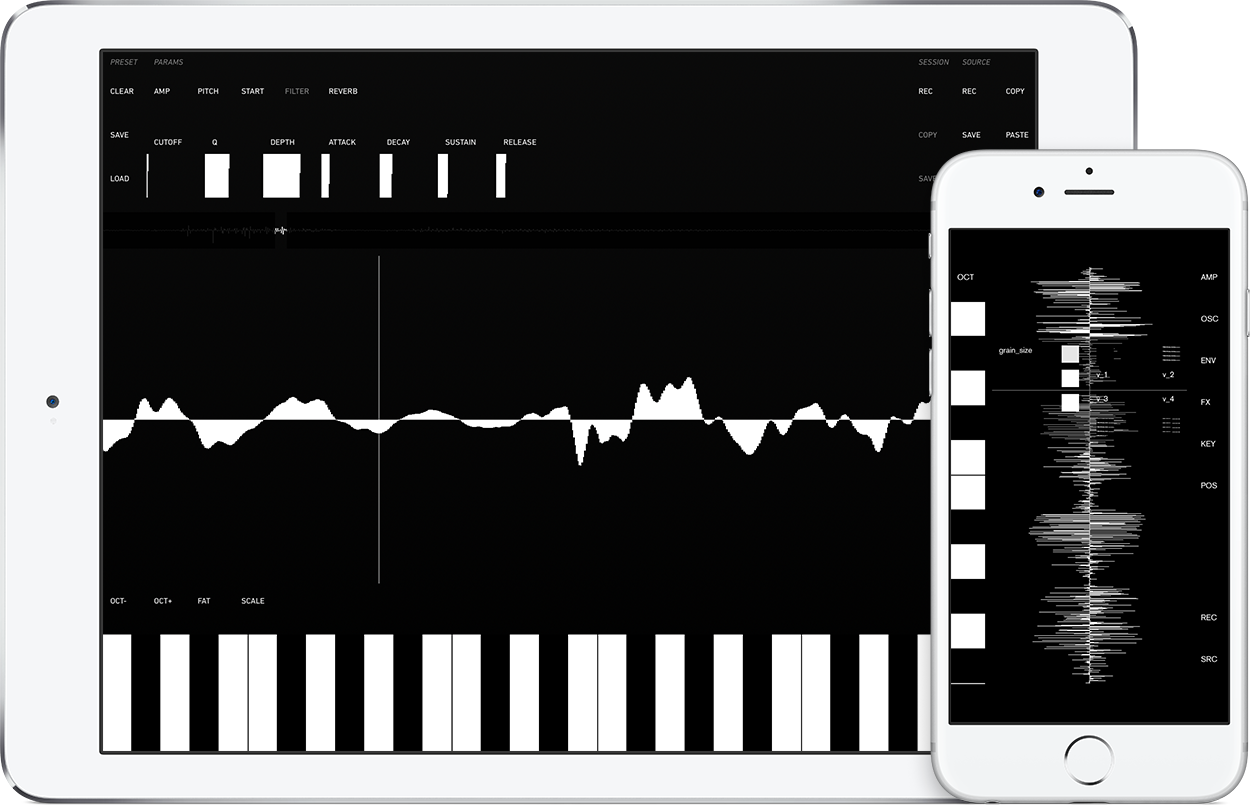 PRESET PARAMS SESSION SOURCE
CLEAR AMP PITCH START FILTER REVERB REC REC COPY
SAVE COPY SAVE PASTE
CUTOFF Q DEPTH ATTACK DECAY SUSTAIN RELEASE
LOAD SAVE
OCT- OCT+ FAT SCALE
OCT AMP
OSC
grain_size
ENV
v_1 v_2
v_3 v_4
FX
KEY
POS
REC
SRC